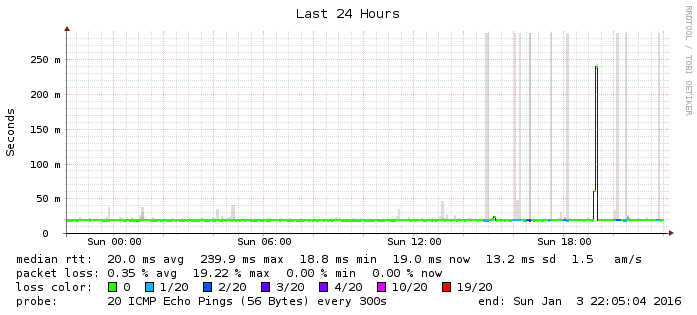 Last 24 Hours
RRDTOOL / TOBI OETIKER
Seconds
250 m
200 m
150 m
100 m
50 m
0
Sun 00:00 Sun 06:00 Sun 12:00 Sun 18:00
median rtt: 20.0 ms avg 239.9 ms max 18.8 ms min 19.0 ms now 13.2 ms sd 1.5 am/s
packet loss: 0.35 % avg 19.22 % max 0.00 % min 0.00 % now
loss color: 0 1/20 2/20 3/20 4/20 10/20 19/20
probe: 20 ICMP Echo Pings (56 Bytes) every 300s end: Sun Jan 3 22:05:04 2016